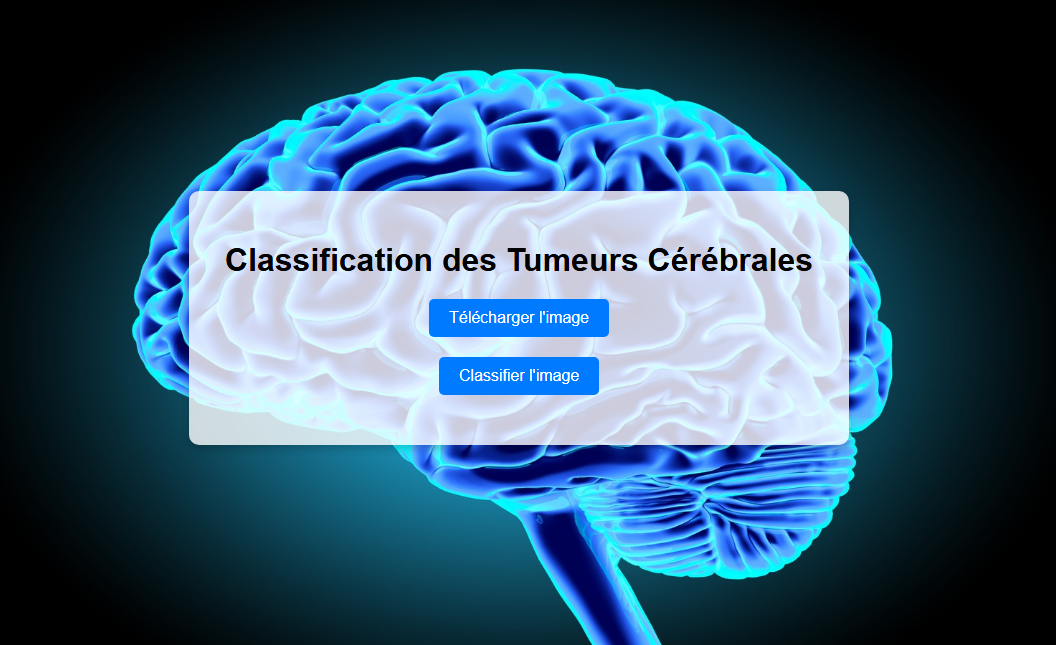 Classification des Tumeurs Cérébrales
Télécharger l'image
Classifier l'image